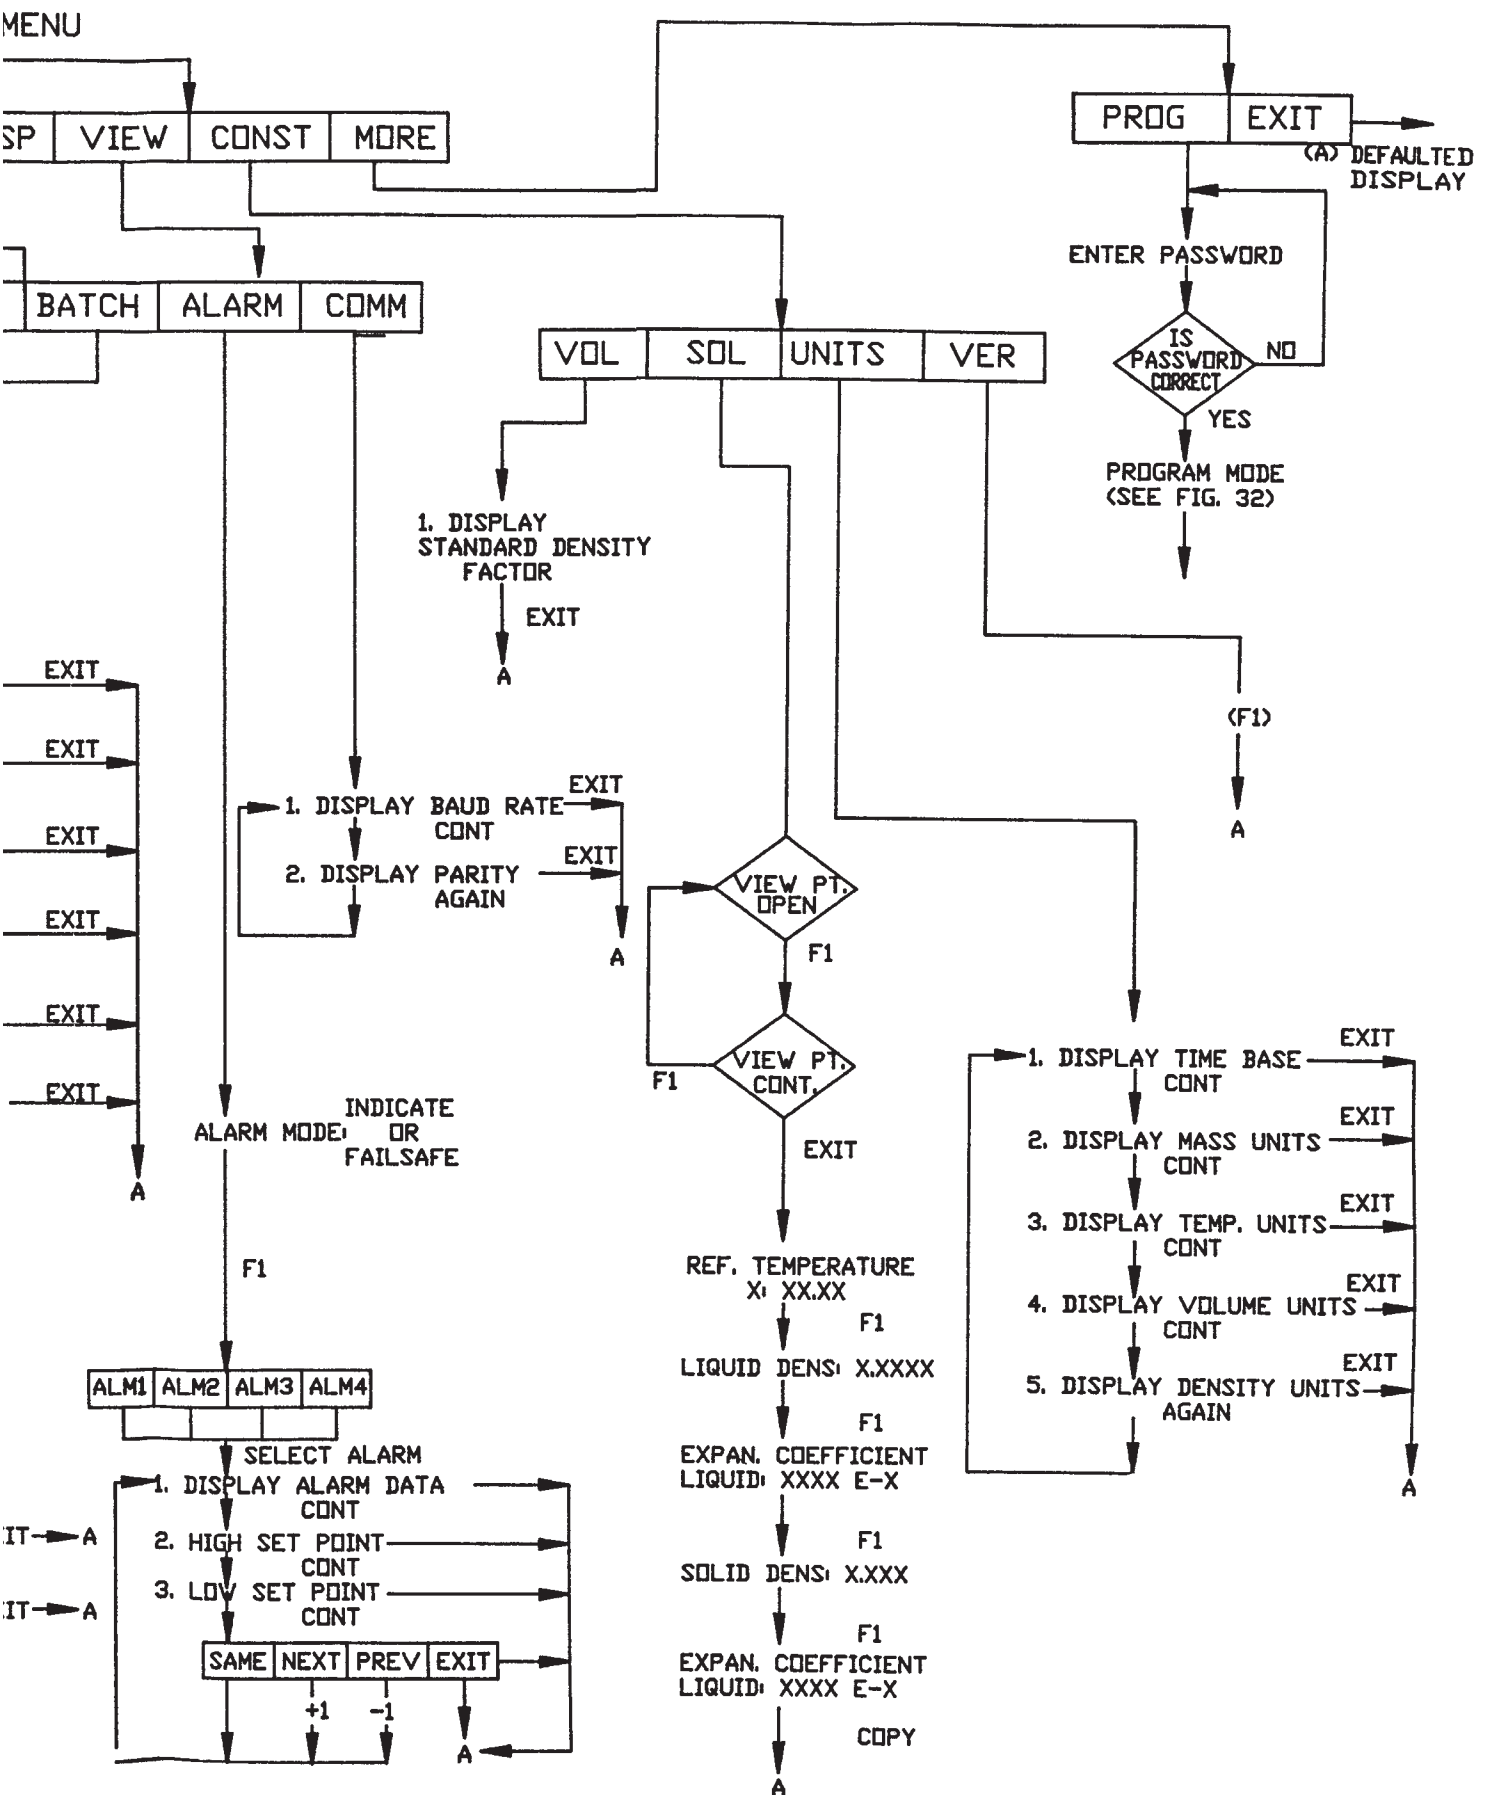 MENU
SP VIEW CONST MORE
PROG EXIT
(A) DEFAULTED
DISPLAY
ENTER PASSWORD
IS
PASSWORD
CORRECT
NO
YES
PROGRAM MODE
(SEE FIG. 32)
BATCH ALARM COMM
VOL SOL UNITS VER
1. DISPLAY
STANDARD DENSITY
FACTOR
EXIT
A
(F1)
A
EXIT
EXIT
EXIT
EXIT
EXIT
EXIT
A
1. DISPLAY BAUD RATE EXIT
CONT
2. DISPLAY PARITY EXIT
AGAIN
A
VIEW PT.
OPEN
F1
VIEW PT.
CONT.
F1
EXIT
ALARM MODE: INDICATE
OR
FAILSAFE
F1
ALM1 ALM2 ALM3 ALM4
SELECT ALARM
1. DISPLAY ALARM DATA
CONT
2. HIGH SET POINT
CONT
3. LOW SET POINT
CONT
SAME NEXT PREV EXIT
+1 -1
A
IT A
IT A
REF. TEMPERATURE
X: XX.XX
F1
LIQUID DENS: X.XXXX
F1
EXPAN. COEFFICIENT
LIQUID: XXXX E-X
F1
SOLID DENS: X.XXX
F1
EXPAN. COEFFICIENT
LIQUID: XXXX E-X
COPY
A
1. DISPLAY TIME BASE EXIT
CONT
2. DISPLAY MASS UNITS EXIT
CONT
3. DISPLAY TEMP. UNITS EXIT
CONT
4. DISPLAY VOLUME UNITS EXIT
CONT
5. DISPLAY DENSITY UNITS EXIT
AGAIN
A